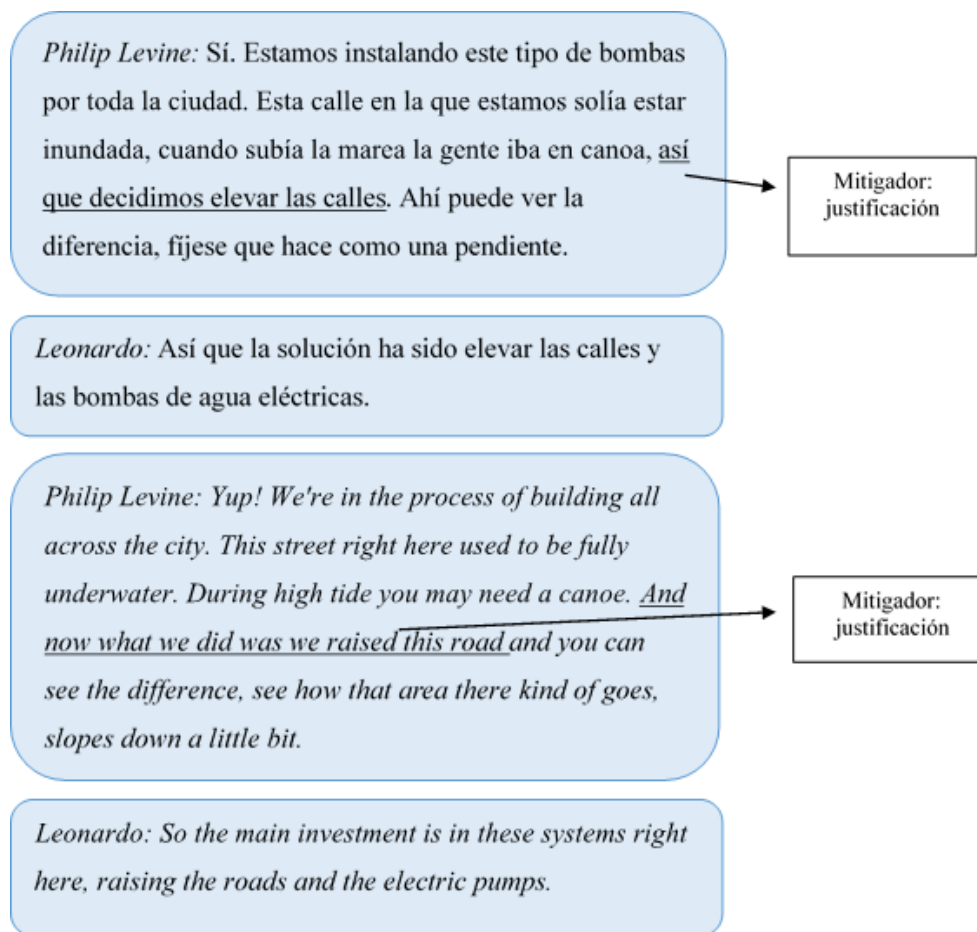 Philip Levine: Sí. Estamos instalando este tipo de bombas
por toda la ciudad. Esta calle en la que estamos solía estar
inundada, cuando subía la marea la gente iba en canoa, así
que decidimos elevar las calles. Ahí puede ver la
diferencia, fíjese que hace como una pendiente.
Mitigador:
justificación
Leonardo: Así que la solución ha sido elevar las calles y
las bombas de agua eléctricas.
Philip Levine: Yup! We're in the process of building all
across the city. This street right here used to be fully
underwater. During high tide you may need a canoe. And
now what we did was we raised this road and you can
see the difference, see how that area there kind of goes,
slopes down a little bit.
Mitigador:
justificación
Leonardo: So the main investment is in these systems right
here, raising the roads and the electric pumps.